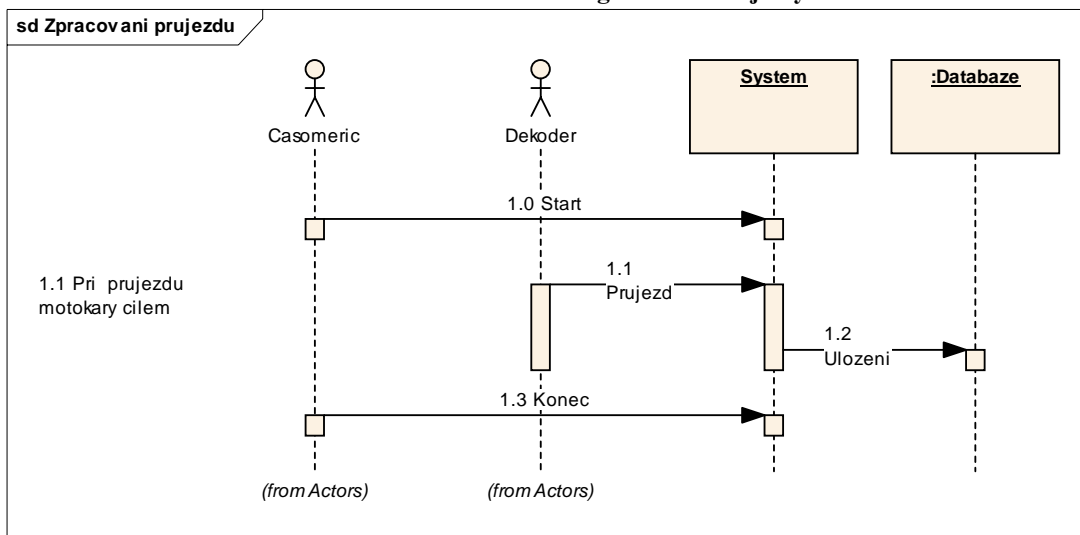 sd Zpracovani prujezdu
Casomeric
Dekoder
System
:Databaze
1.0 Start
1.1 Pri prujezdu
motokary cilem
1.1
Prujezd
1.2
Ulozeni
1.3 Konec
(from Actors)
(from Actors)